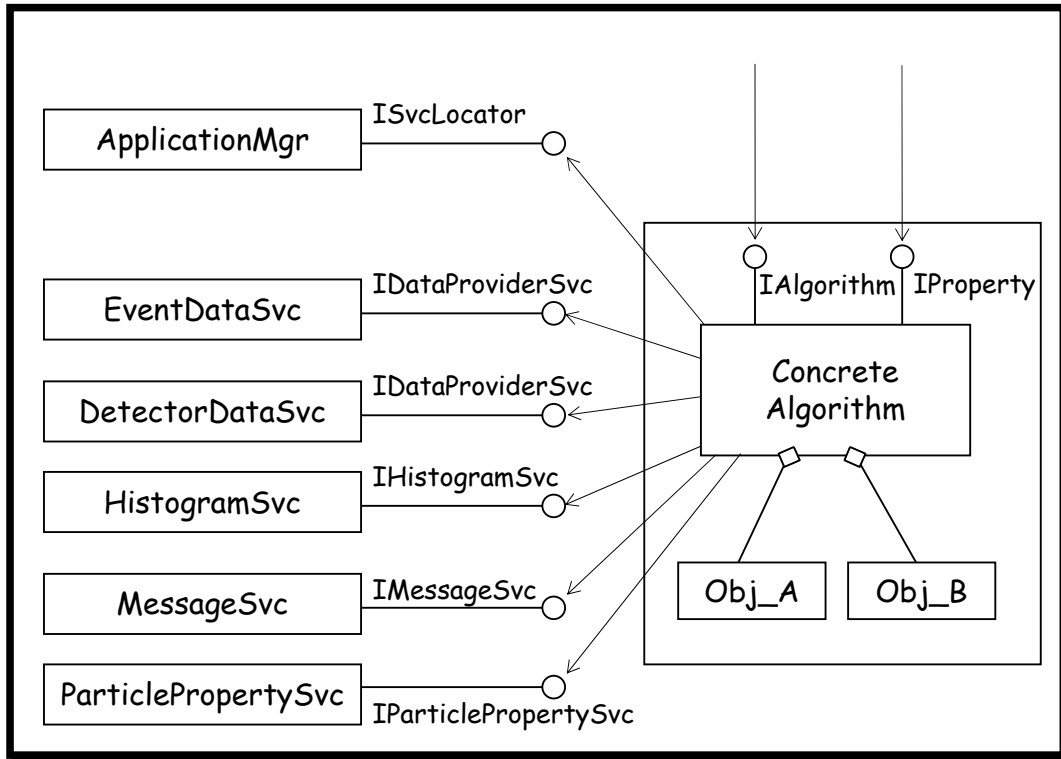 ISvcLocator
ApplicationMgr
IAlgorithm
IProperty
IDataProviderSvc
EventDataSvc
Concrete
Algorithm
IDataProviderSvc
DetectorDataSvc
IHistogramSvc
HistogramSvc
IMessageSvc
MessageSvc
Obj_A
Obj_B
ParticlePropertySvc
IParticlePropertySvc